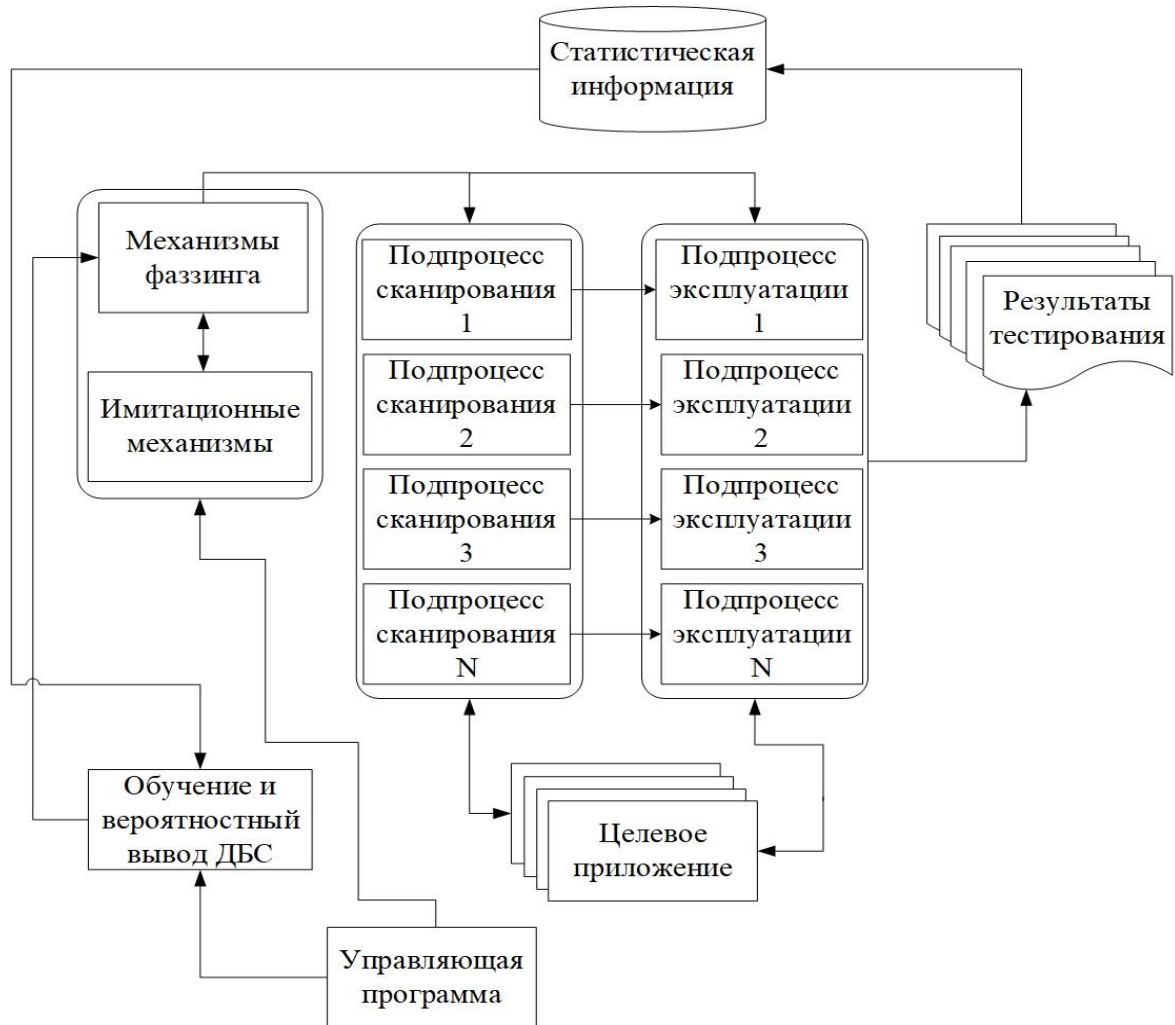 Статистическая
информация
Механизмы
фаззинга
Имитационные
механизмы
Подпроцесс
сканирования
1
Подпроцесс
сканирования
2
Подпроцесс
сканирования
3
Подпроцесс
сканирования
N
Подпроцесс
эксплуатации
1
Подпроцесс
эксплуатации
2
Подпроцесс
эксплуатации
3
Подпроцесс
эксплуатации
N
Результаты
тестирования
Обучение и
вероятностный
вывод ДБС
Целевое
приложение
Управляющая
программа